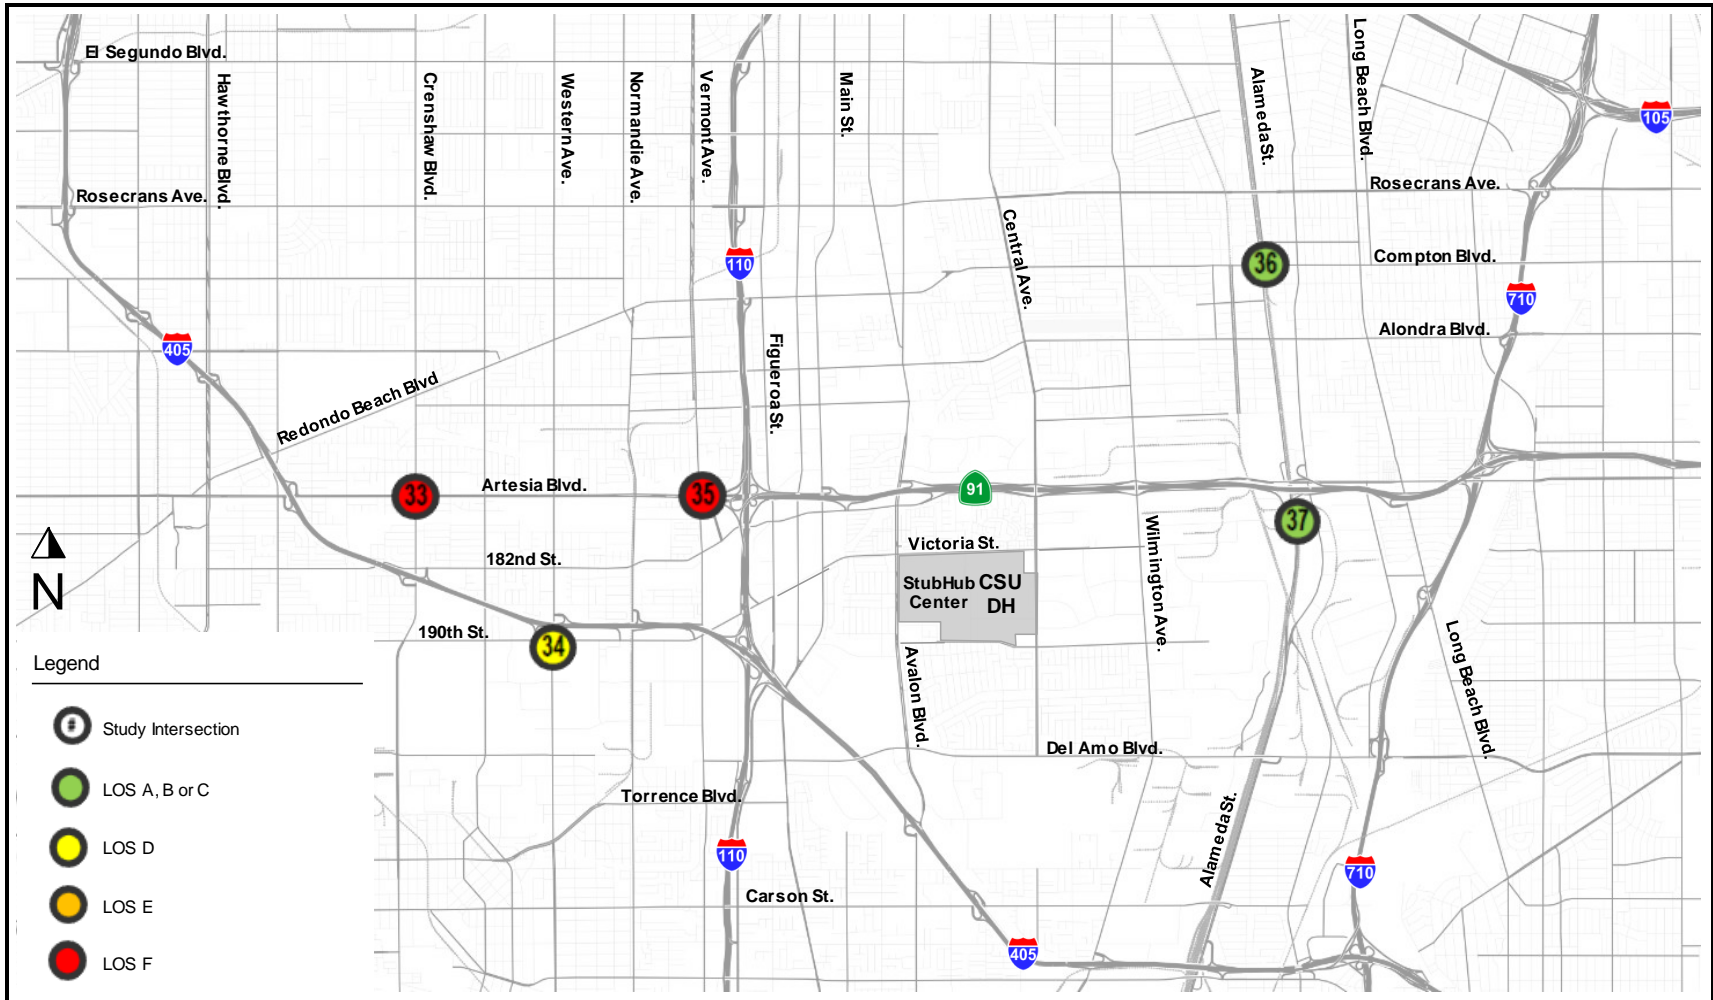 El Segundo Blvd.
Hawthorne Blvd.
Crenshaw Blvd.
Western Ave.
Normandie Ave.
Vermont Ave.
Main St.
Alameda St.
Long Beach Blvd.
105
Rosecrans Ave.
Rosecrans Ave.
Central Ave.
110
36
Compton Blvd.
710
Alondra Blvd.
405
Figueroa St.
Redondo Beach Blvd
33
Artesia Blvd.
35
91
37
Wilmington Ave.
Victoria St.
182nd St.
StubHub
Center
CSU
DH
N
190th St.
34
Avalon Blvd.
Long Beach Blvd.
Legend
#
Study Intersection
LOS A, B or C
LOS D
LOS E
LOS F
Del Amo Blvd.
Torrence Blvd.
Alameda St.
110
710
Carson St.
405